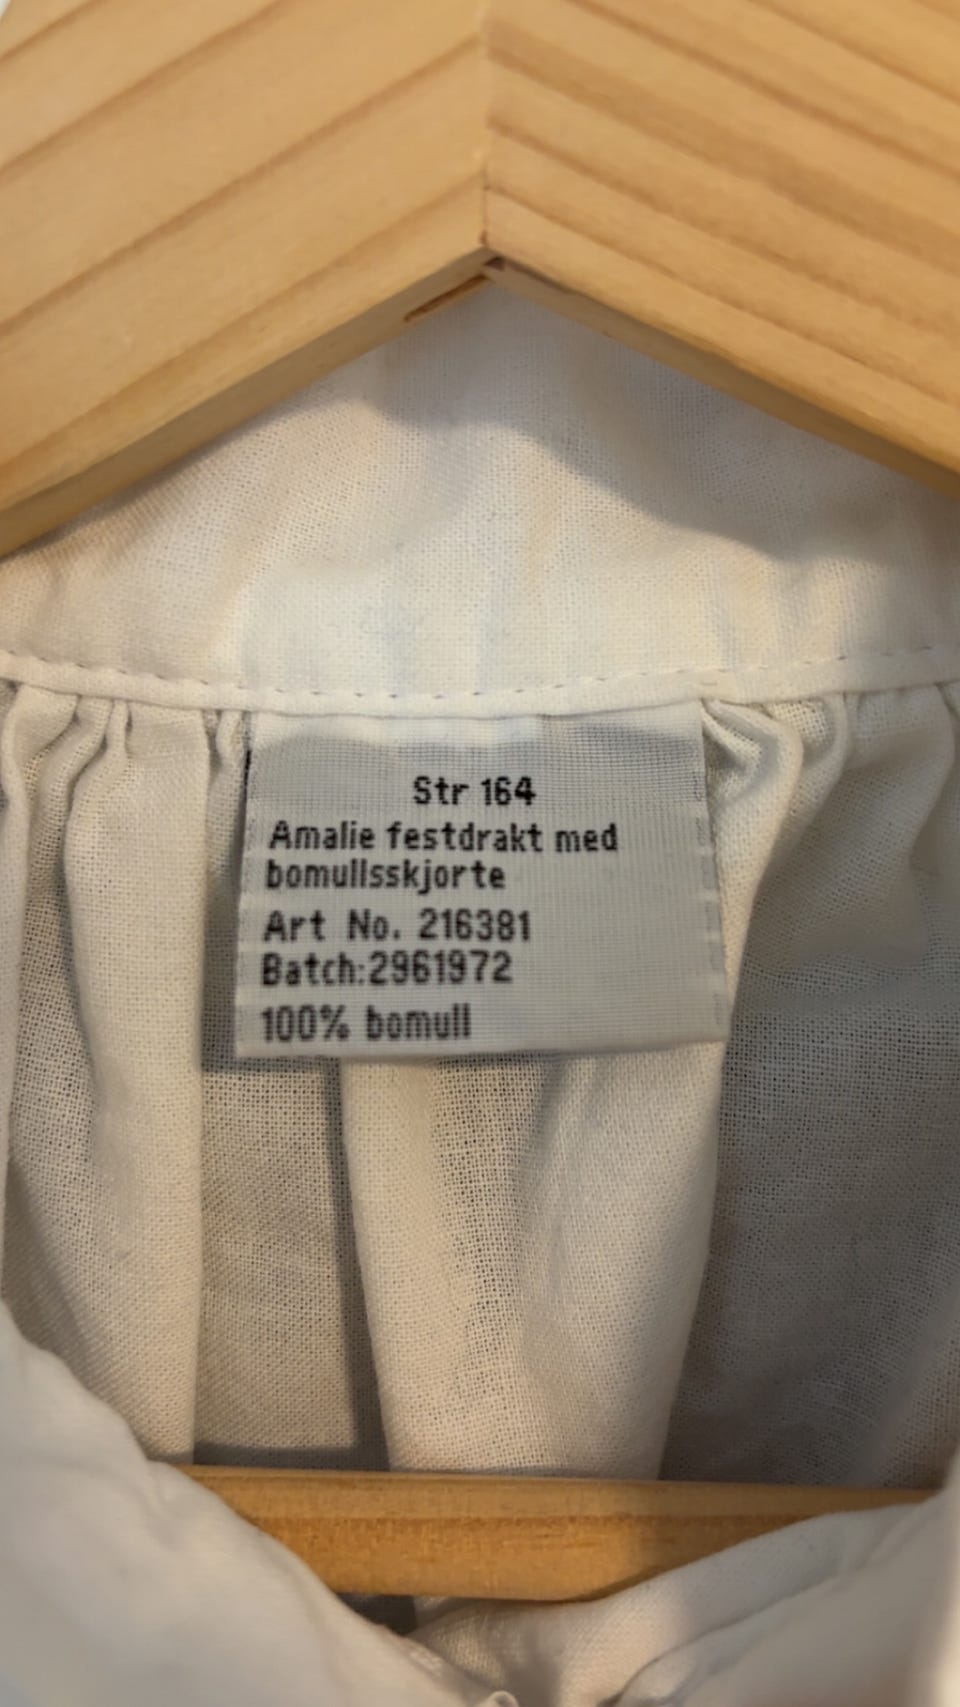 Str 164
Amalie festdrakt med
bomullsskjorte
Art No. 216381
Batch:2961972
100% bomull